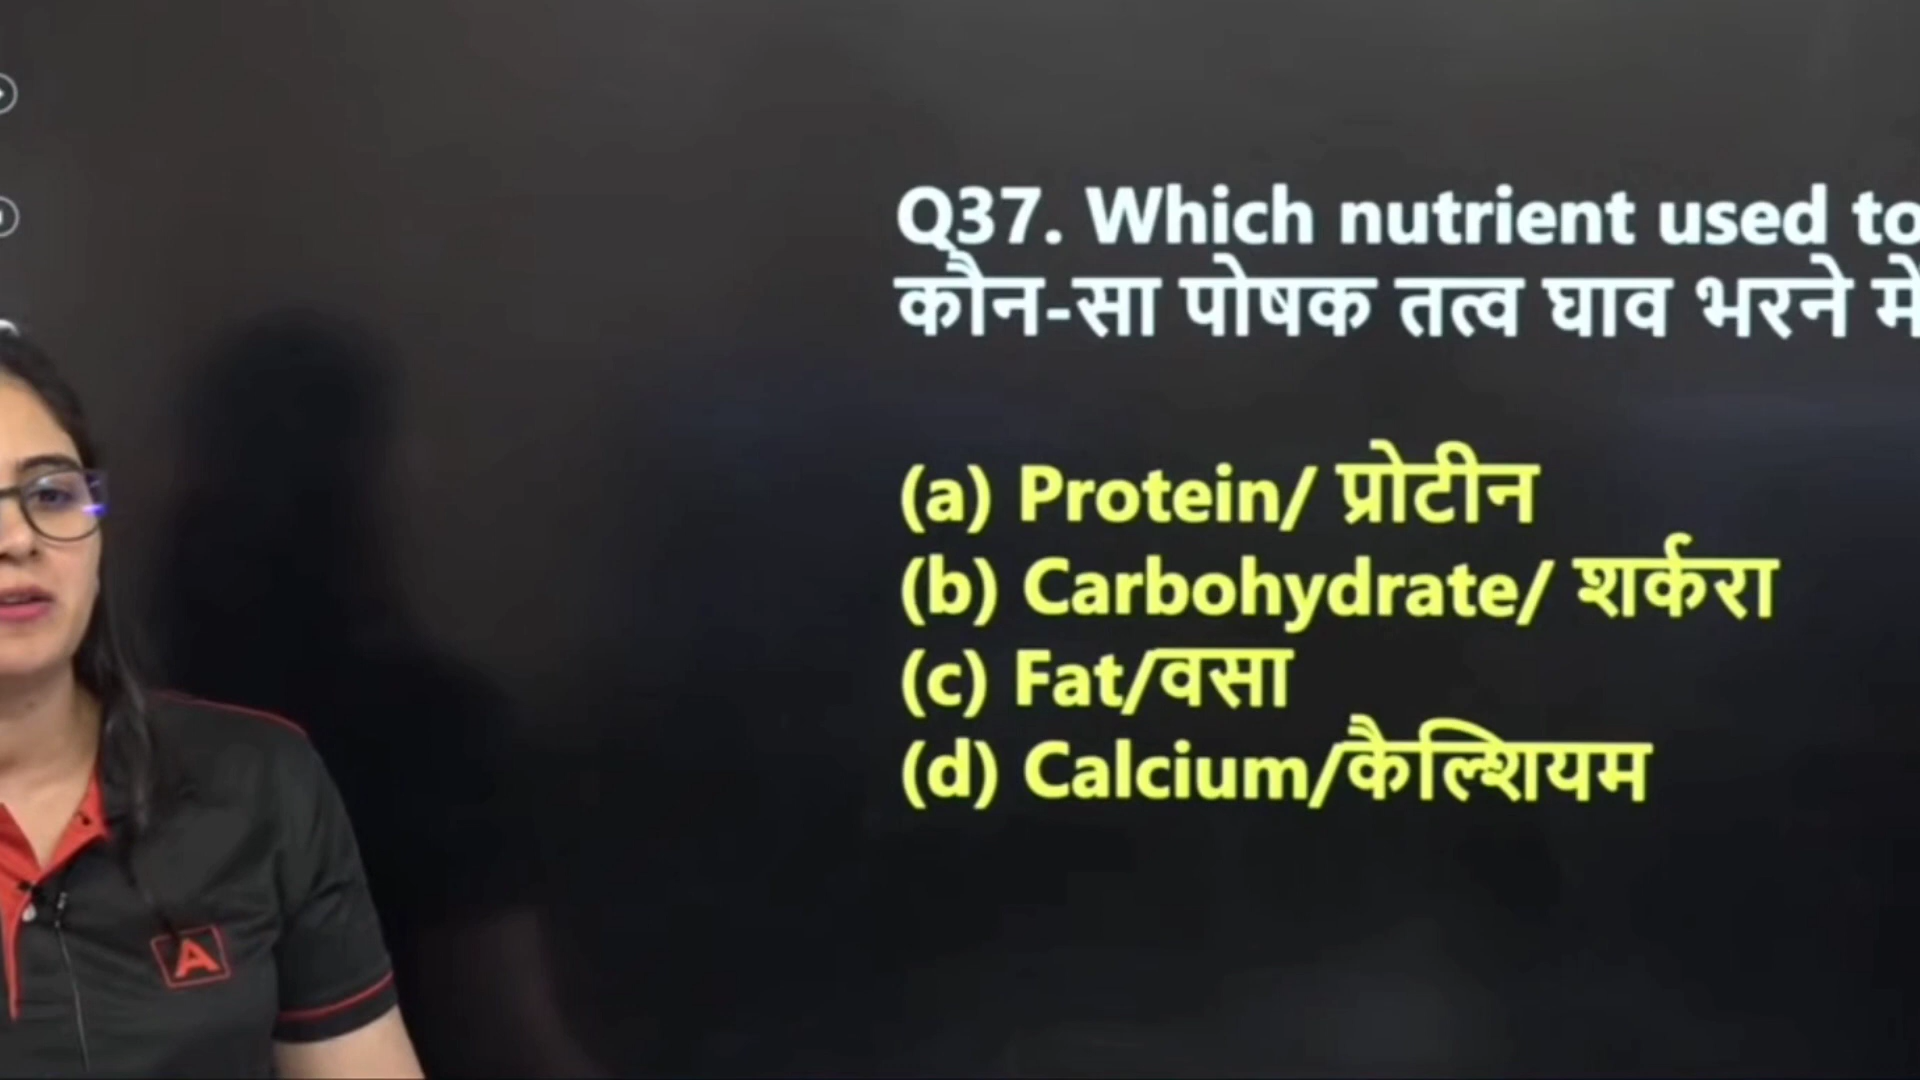 Q37. Which nutrient used to
कौन-सा पोषक तत्व घाव भरने में
(a) Protein/ प्रोटीन
(b) Carbohydrate/ शर्करा
(c) Fat/वसा
(d) Calcium/कैल्शियम
A